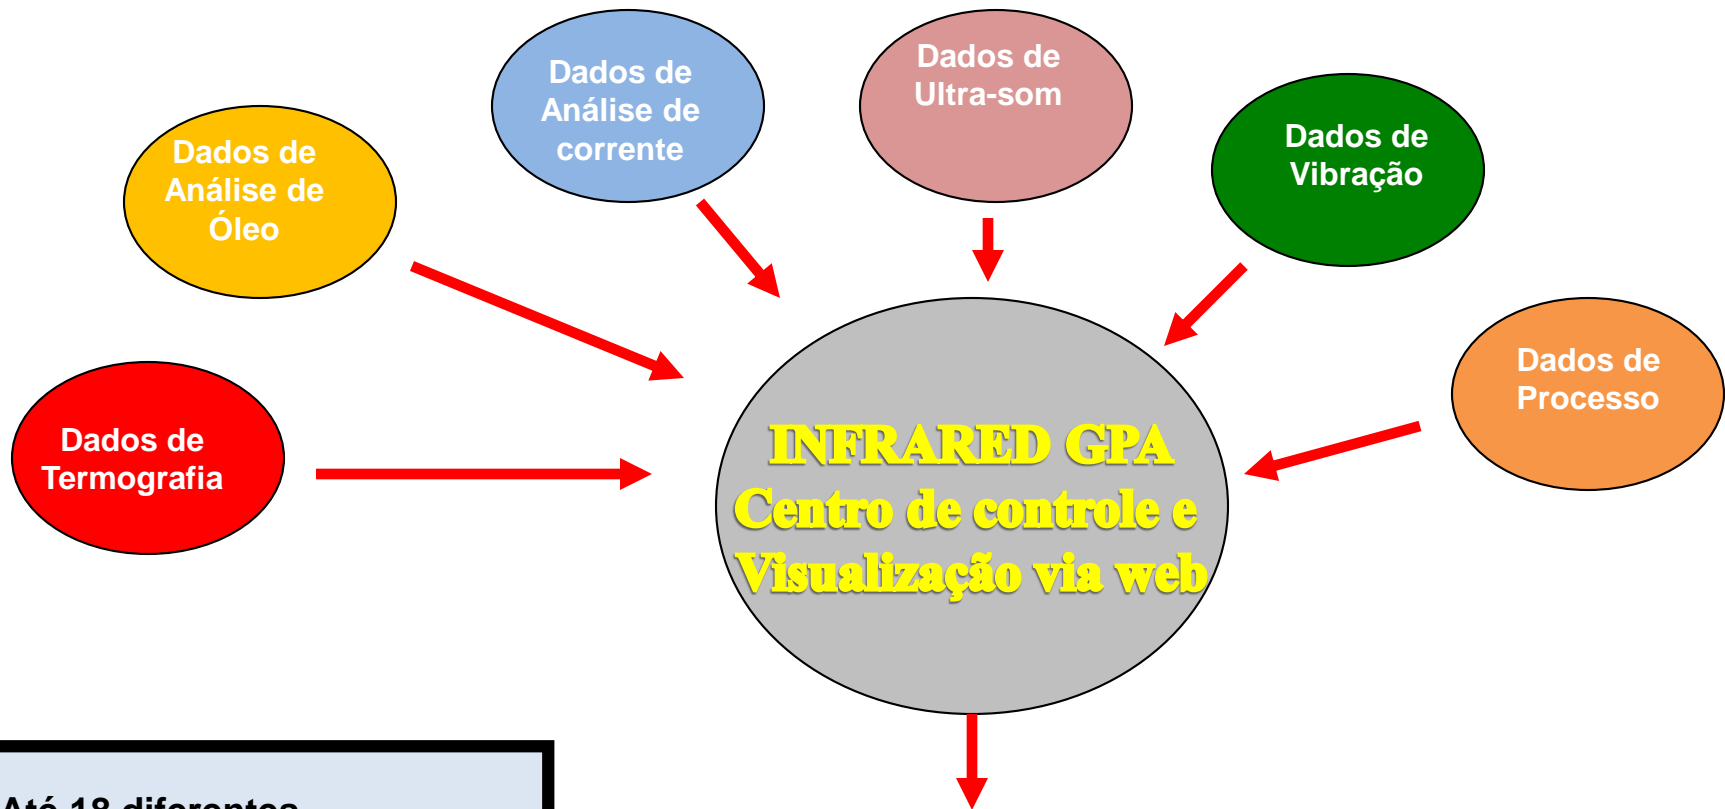 Dados de
Análise de
corrente
Dados de
Ultra-som
Dados de
Análise de
Óleo
Dados de
Vibração
Dados de
Termografia
Dados de
Processo
INFRARED GPA
Centro de controle e
Visualização via web
Até 18 diferentes